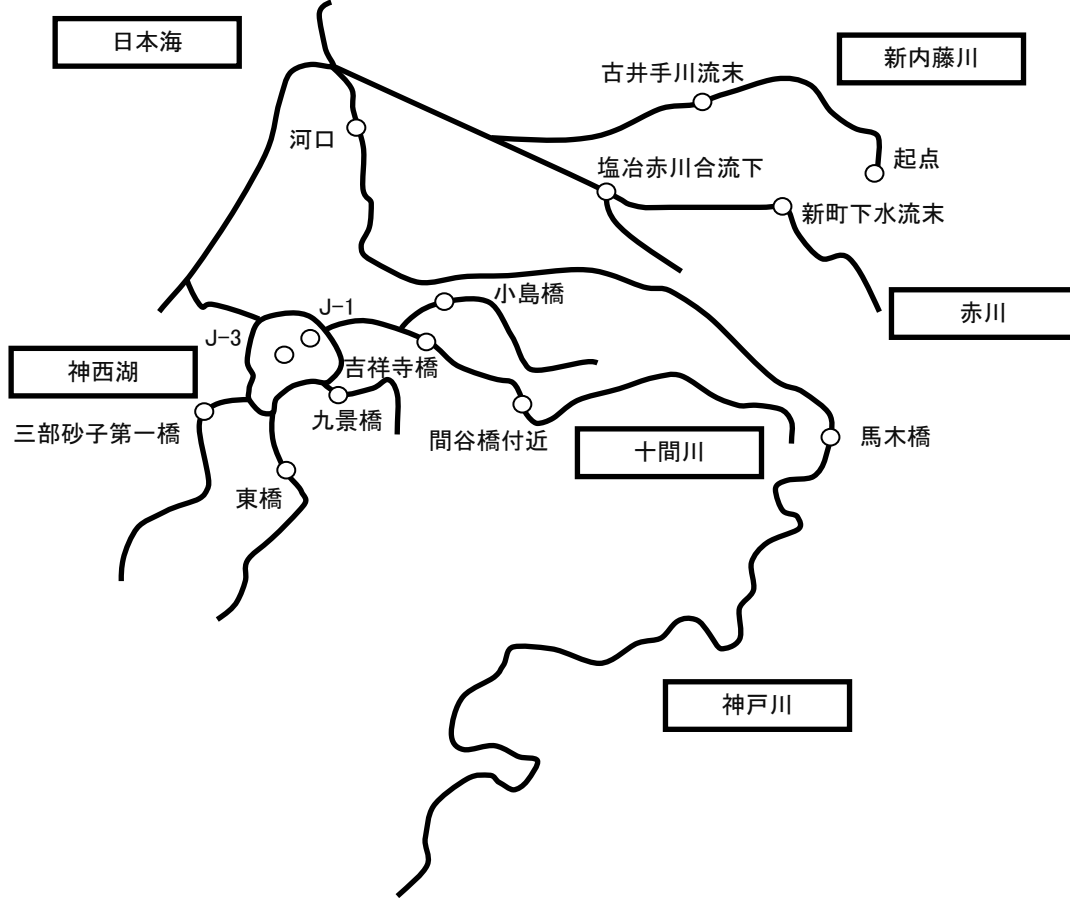 日本海
新内藤川
古井手川流末
河口
起点
塩冶赤川合流下
新町下水流末
小島橋
J-1
赤川
J-3
吉祥寺橋
神西湖
九景橋
三部砂子第一橋
間谷橋付近
十間川
馬木橋
東橋
神戸川